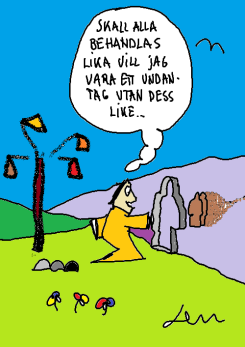 SKALL ALLA
BEHANDLAS
LIKA VILL JAG
VARA ETT UNDAN-
TAG UTAN DESS
LIKE...